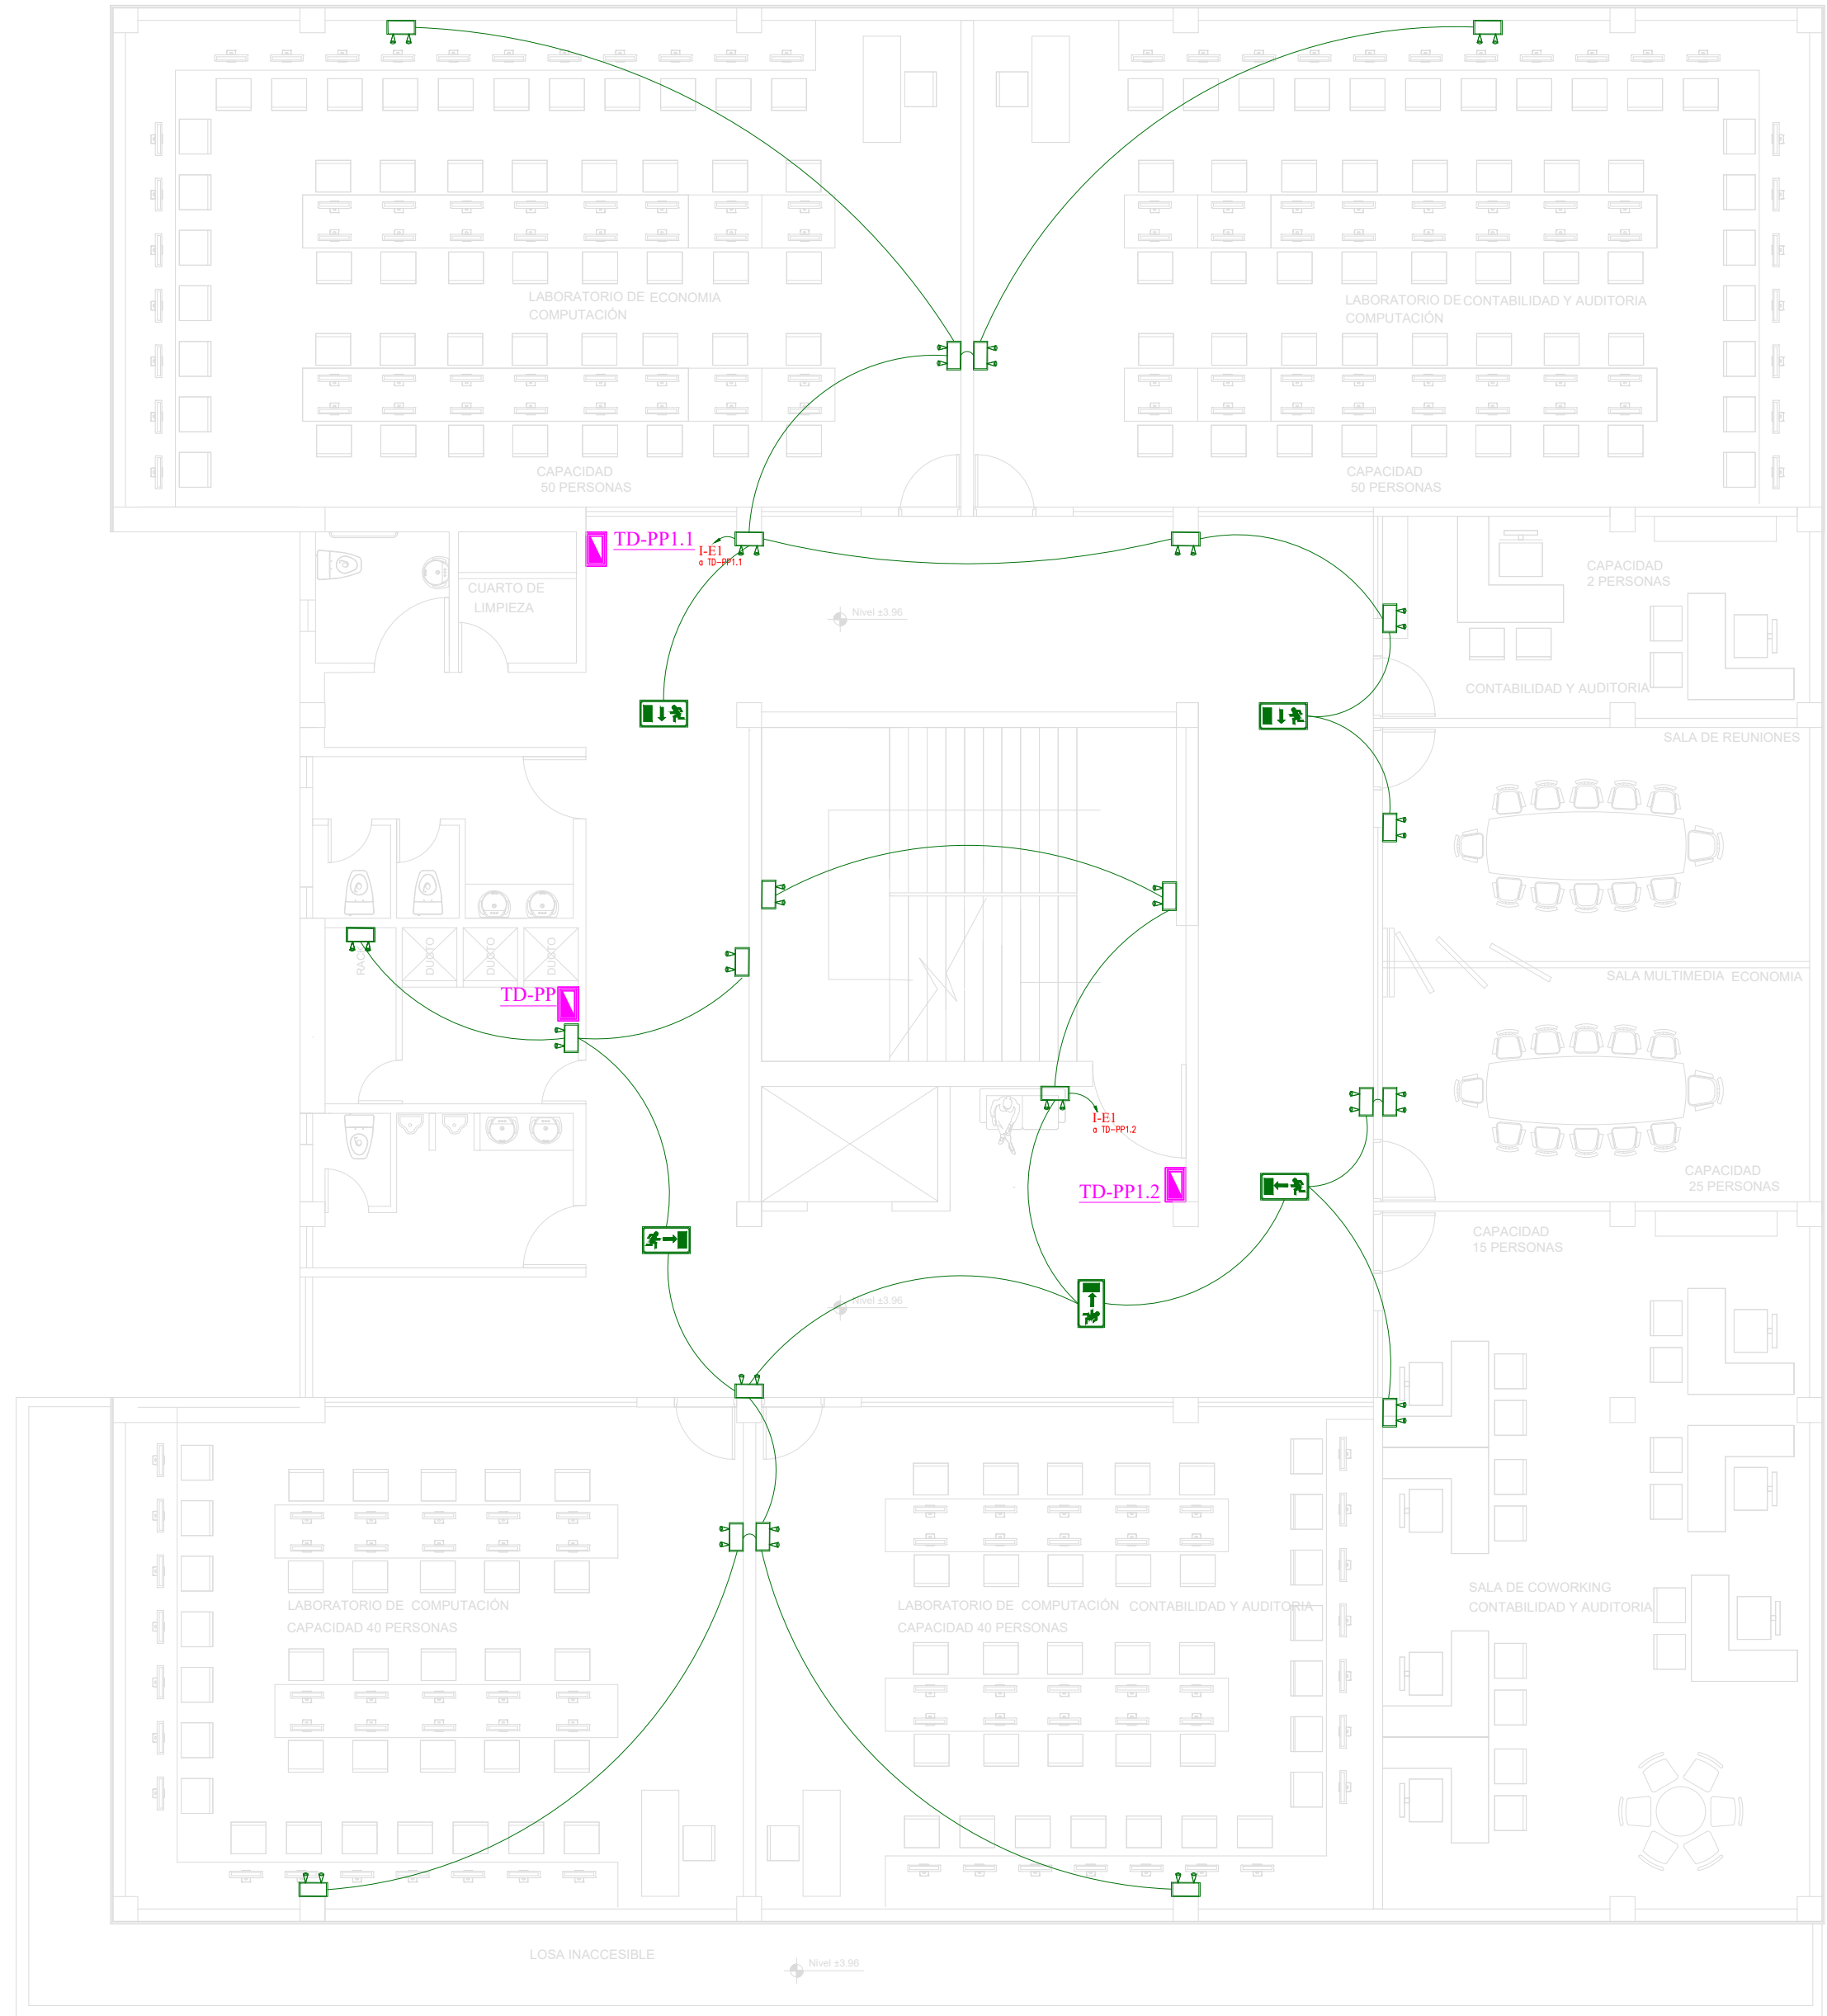 LABORATORIO DE ECONOMIA
COMPUTACIÓN
LABORATORIO DE CONTABILIDAD Y AUDITORIA
COMPUTACIÓN
CAPACIDAD
50 PERSONAS
CAPACIDAD
50 PERSONAS
TD-PP1.1
I-E1
a TD-PP1.1
CUARTO DE
LIMPIEZA
Nivel ±3.96
CAPACIDAD
2 PERSONAS
CONTABILIDAD Y AUDITORIA
SALA DE REUNIONES
RACK
DUCTO
DUCTO
DUCTO
TD-PP
SALA MULTIMEDIA ECONOMIA
I-E1
a TD-PP1.2
TD-PP1.2
CAPACIDAD
25 PERSONAS
CAPACIDAD
15 PERSONAS
Nivel ±3.96
LABORATORIO DE COMPUTACIÓN
CAPACIDAD 40 PERSONAS
LABORATORIO DE COMPUTACIÓN CONTABILIDAD Y AUDITORIA
CAPACIDAD 40 PERSONAS
SALA DE COWORKING
CONTABILIDAD Y AUDITORIA
LOSA INACCESIBLE
Nivel ±3.96